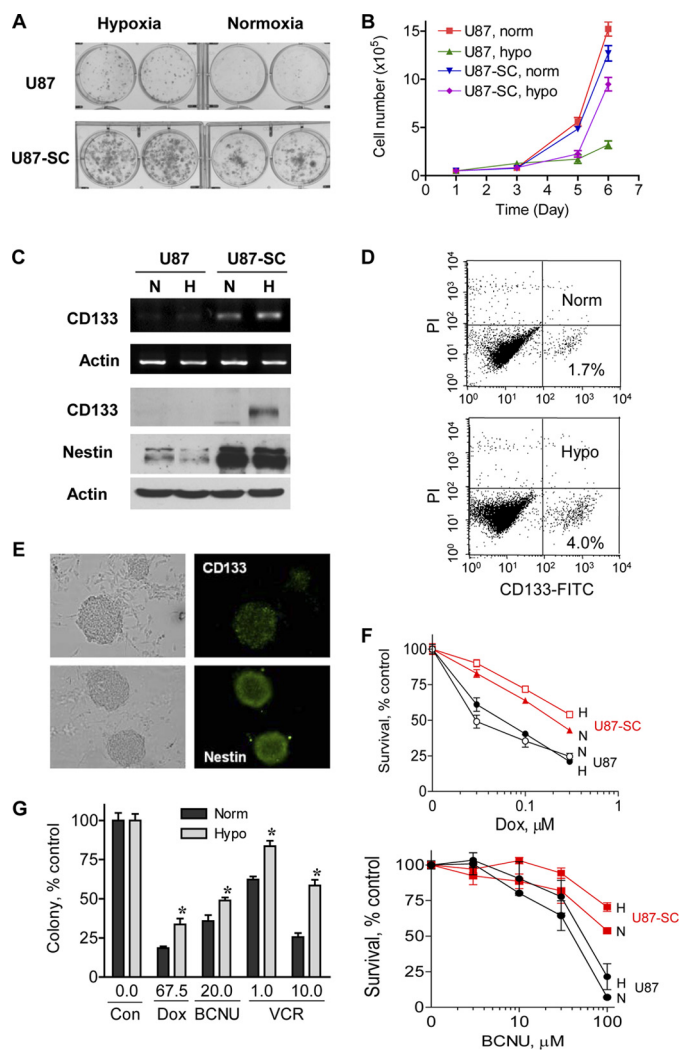 A
Hypoxia Normoxia
U87
U87-SC
B
Cell number (x10⁵)
15
10
5
0
U87, norm
U87, hypo
U87-SC, norm
U87-SC, hypo
0 1 2 3 4 5 6 7
Time (Day)
C
U87 U87-SC
N H N H
CD133
Actin
CD133
Nestin
Actin
D
PI
10⁴
10³
10²
10¹
10⁰
Norm
1.7%
10⁰ 10¹ 10² 10³ 10⁴
PI
10⁴
10³
10²
10¹
10⁰
Hypo
4.0%
10⁰ 10¹ 10² 10³ 10⁴
CD133-FITC
E
CD133
Nestin
F
Survival, % control
100
75
50
25
0
H
N
U87-SC
N
H
U87
0 0.1 1
Dox, µM
Survival, % control
100
75
50
25
0
H
N
U87-SC
H
N
U87
0 10 100
BCNU, µM
G
Colony, % control
100
75
50
25
0
Norm
Hypo
* * * *
0.0 67.5 20.0 1.0 10.0
Con Dox BCNU VCR